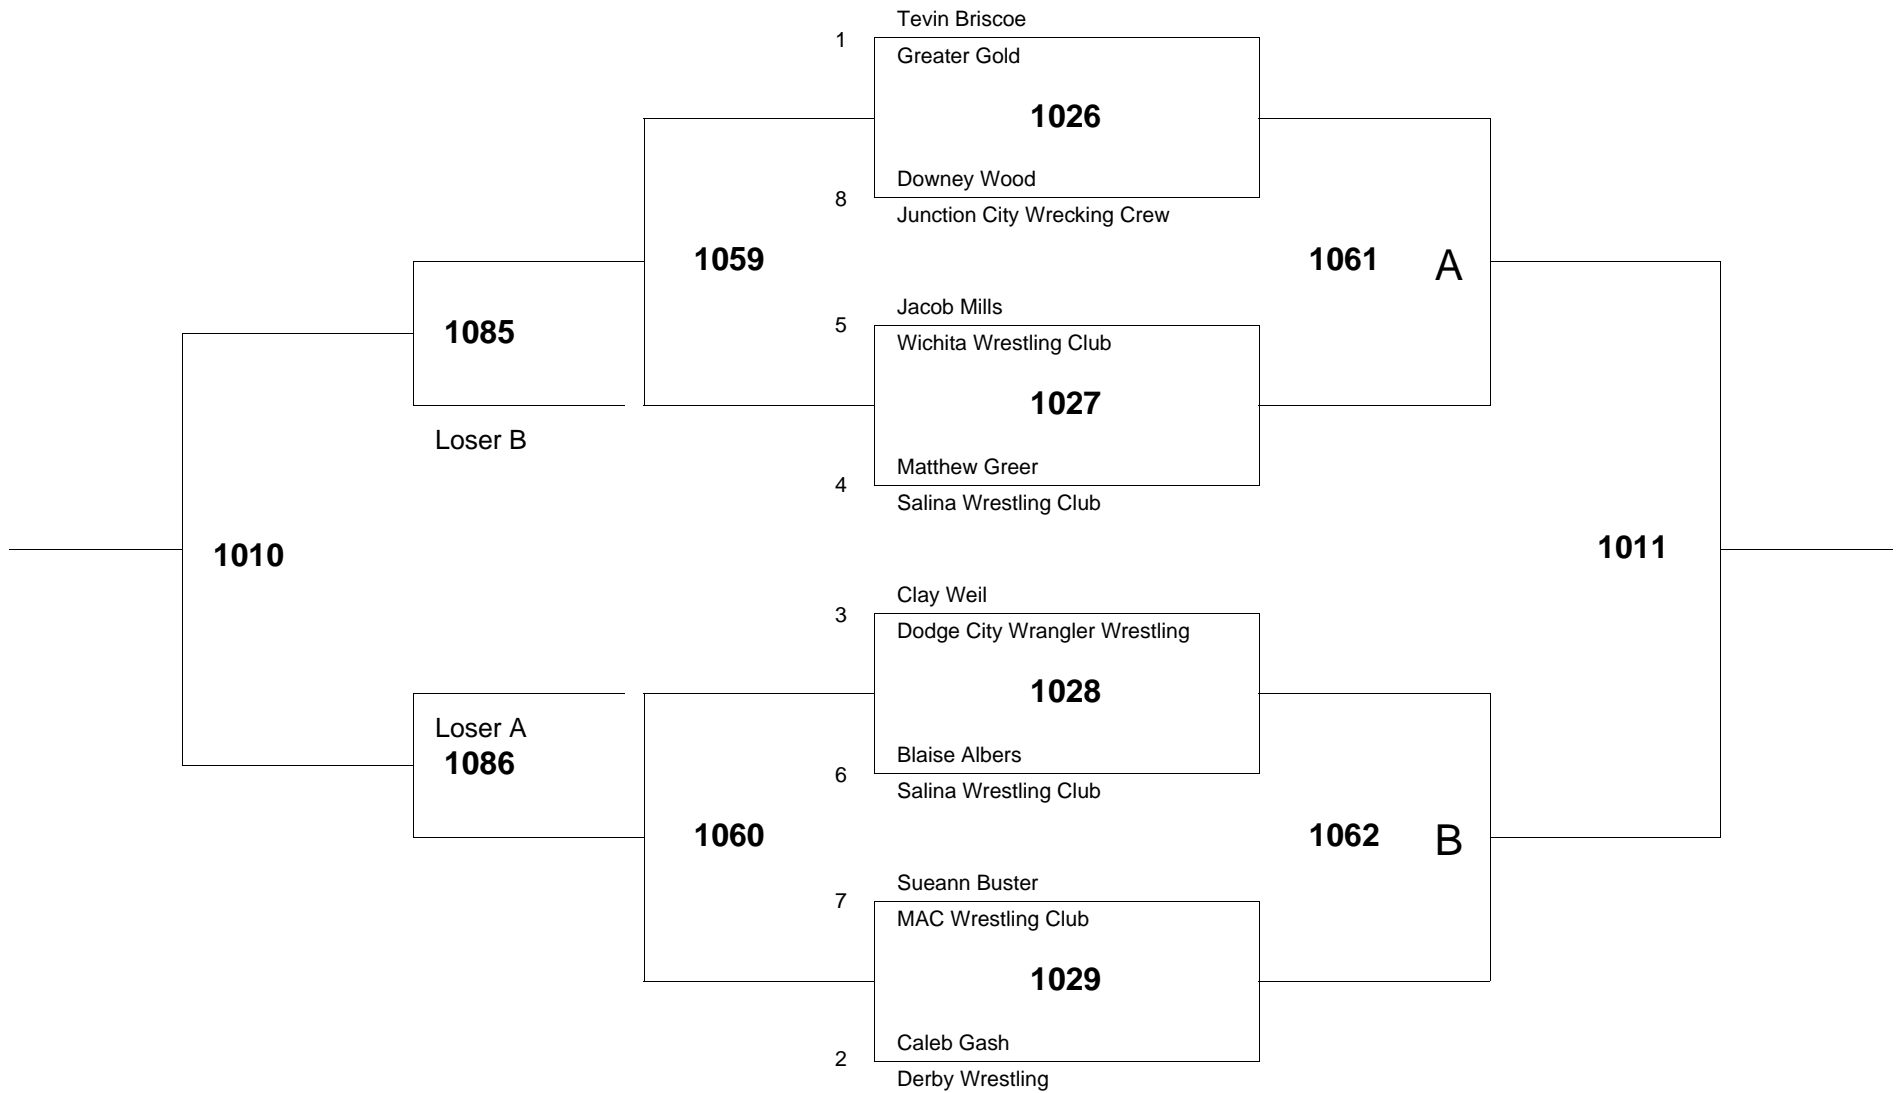 Tevin Briscoe
1
Greater Gold
1026
Downey Wood
8
Junction City Wrecking Crew
1059
1061
A
Jacob Mills
5
1085
Wichita Wrestling Club
1027
Loser B
Matthew Greer
4
Salina Wrestling Club
1010
1011
Clay Weil
3
Dodge City Wrangler Wrestling
1028
Loser A
1086
Blaise Albers
6
Salina Wrestling Club
1060
1062
B
Sueann Buster
7
MAC Wrestling Club
1029
Caleb Gash
2
Derby Wrestling